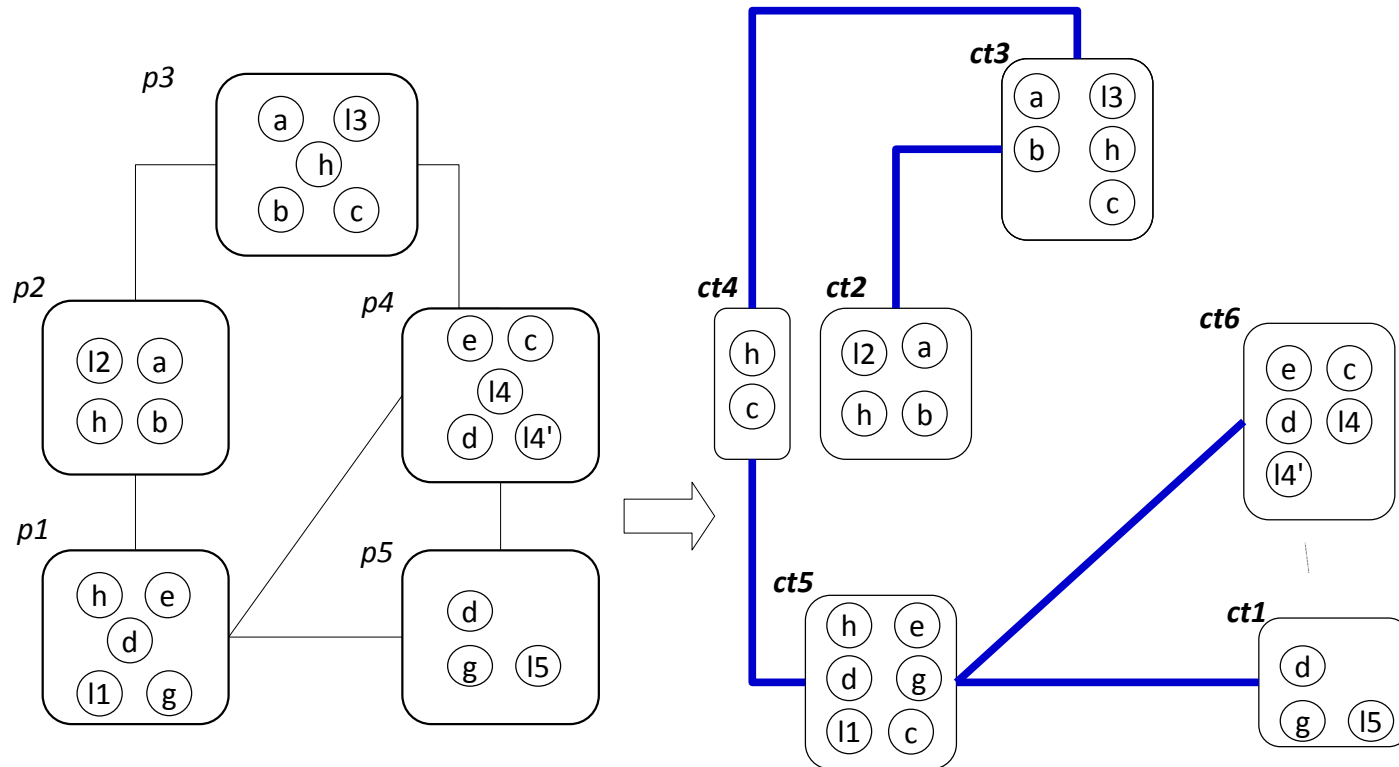 p3
a l3
h
b c
p2
l2 a
h b
p4
e c
l4
d l4'
p1
h e
d
l1 g
p5
d
g l5
ct3
a l3
b h
c
ct4
h
c
ct2
l2 a
h b
ct6
e c
d l4
l4'
ct5
h e
d g
l1 c
ct1
d
g l5